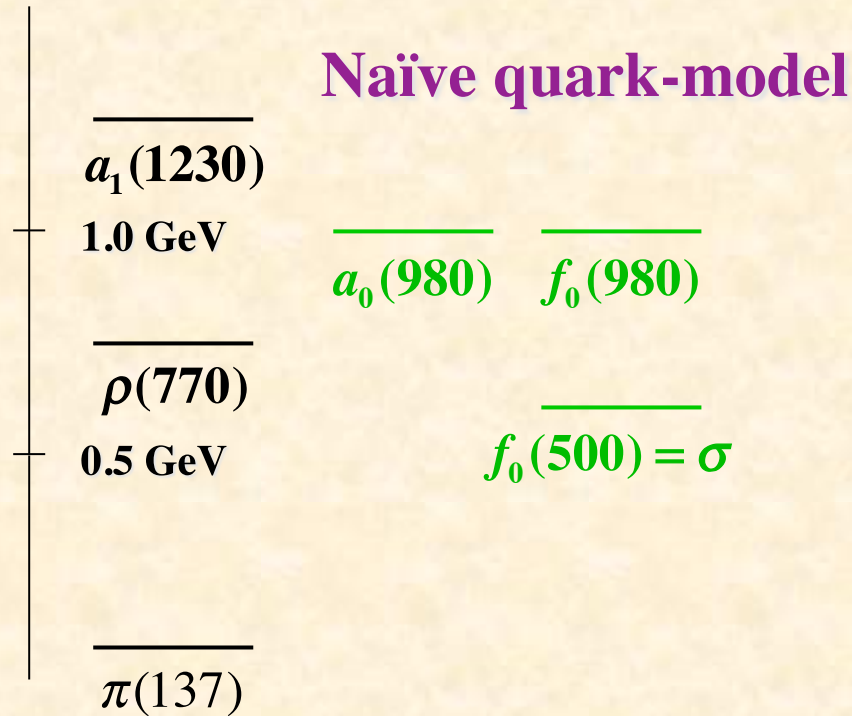 Naïve quark-model
a₁(1230)
1.0 GeV
a₀(980) f₀(980)
ρ(770)
0.5 GeV
f₀(500) = σ
π(137)